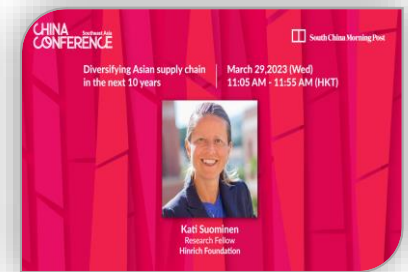 CHINA Southeast Asia
CONFERENCE
South China Morning Post
Diversifying Asian supply chain
in the next 10 years
March 29,2023 (Wed)
11:05 AM - 11:55 AM (HKT)
Kati Suominen
Research Fellow
Hinrich Foundation